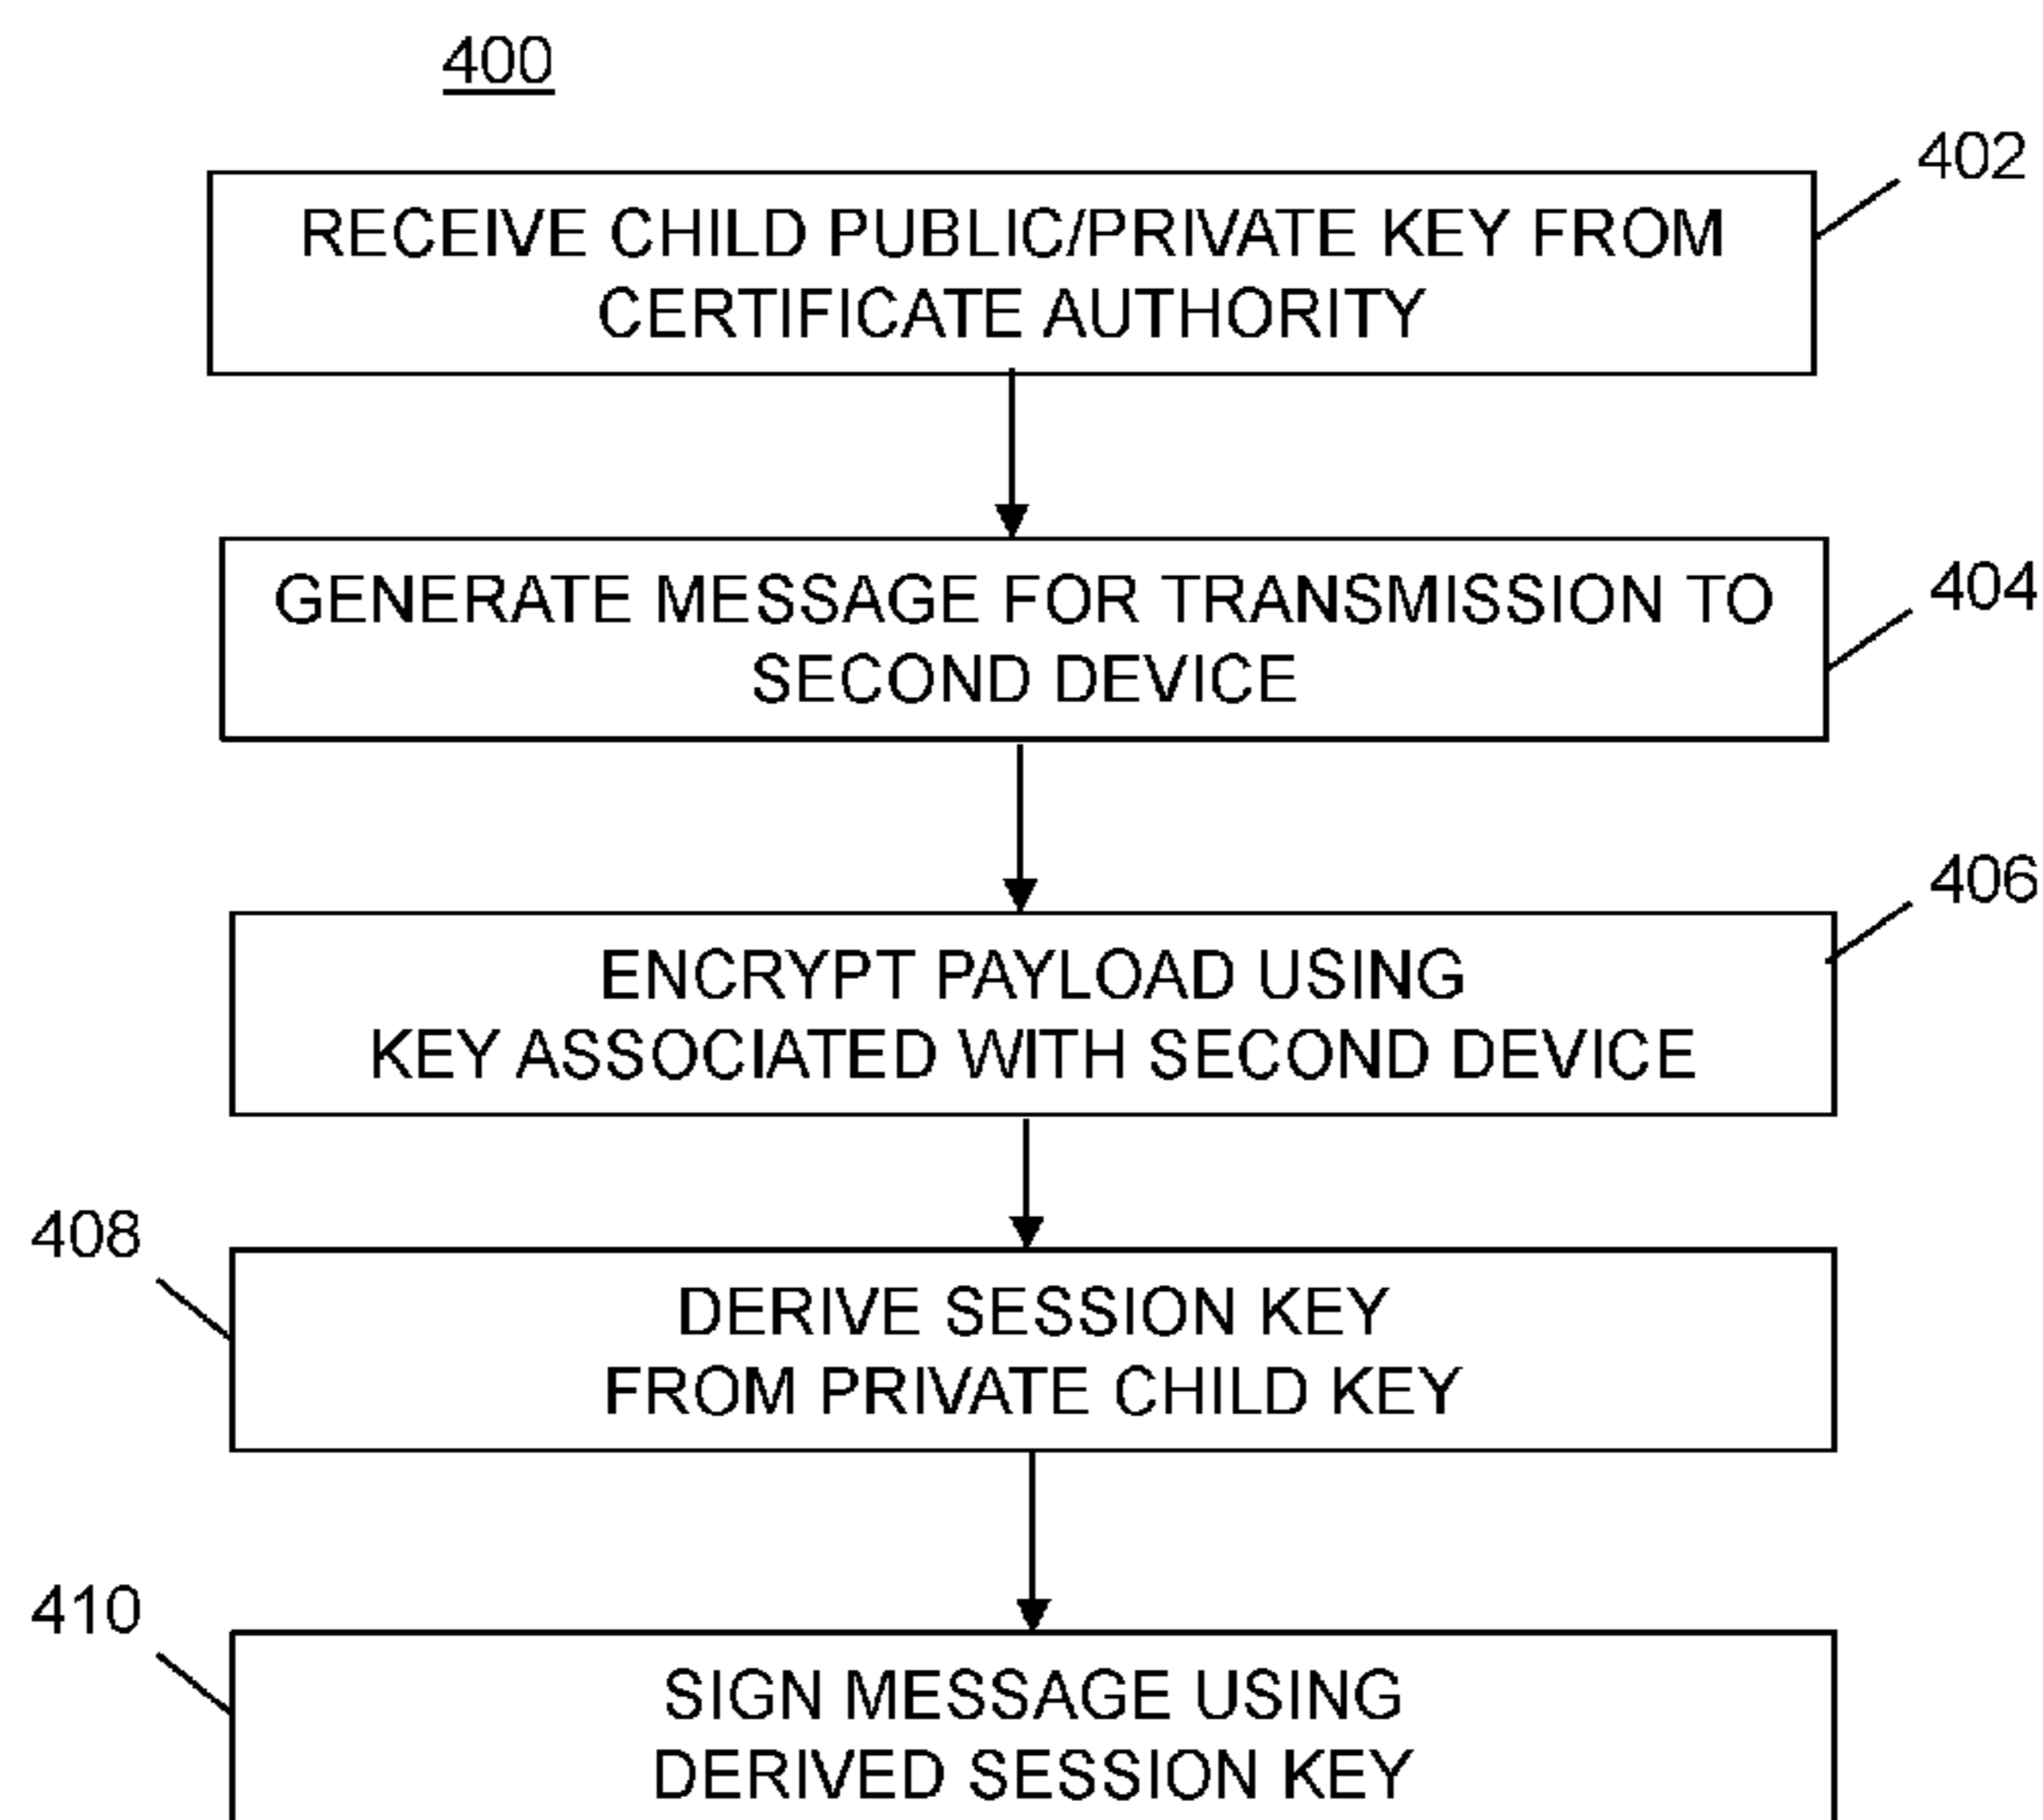 400
402
RECEIVE CHILD PUBLIC/PRIVATE KEY FROM
CERTIFICATE AUTHORITY
404
GENERATE MESSAGE FOR TRANSMISSION TO
SECOND DEVICE
406
ENCRYPT PAYLOAD USING
KEY ASSOCIATED WITH SECOND DEVICE
408
DERIVE SESSION KEY
FROM PRIVATE CHILD KEY
410
SIGN MESSAGE USING
DERIVED SESSION KEY